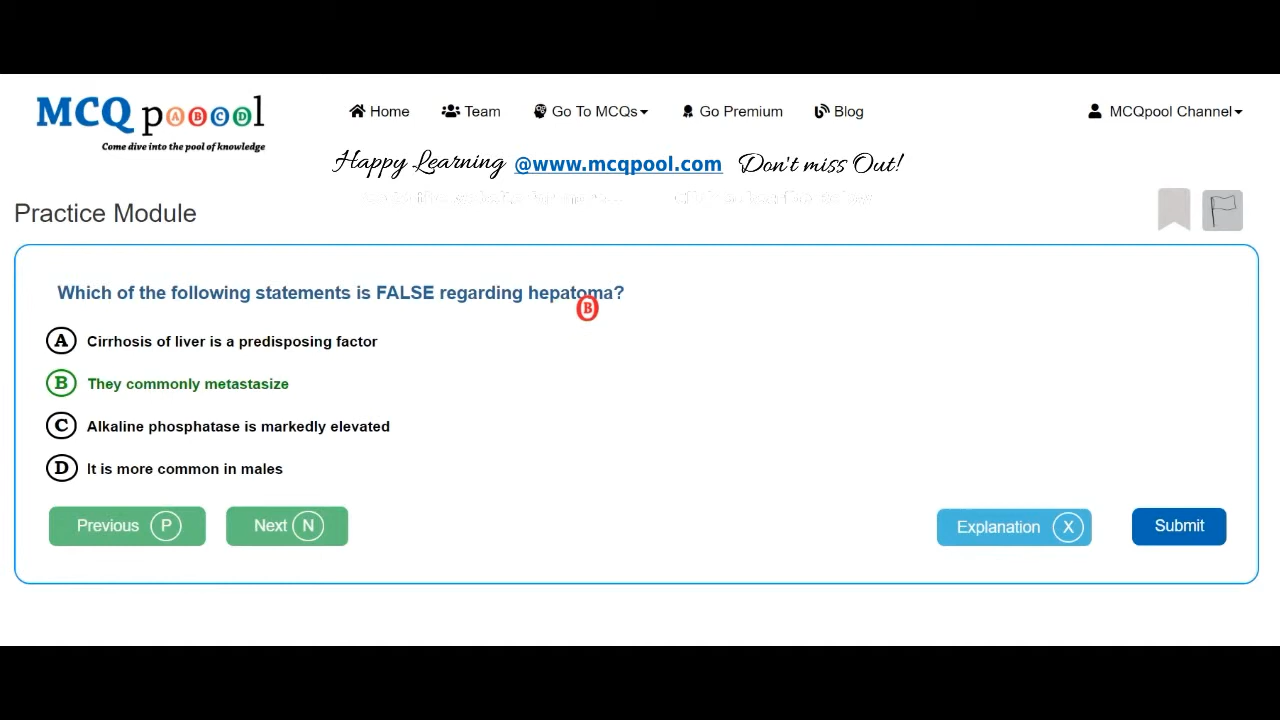 MCQ pABCDl
Come dive into the pool of knowledge
Home Team Go To MCQs Go Premium Blog MCQpool Channel
Happy Learning @www.mcqpool.com Don't miss Out!
Practice Module
Which of the following statements is FALSE regarding hepatoma?
B
A Cirrhosis of liver is a predisposing factor
B They commonly metastasize
C Alkaline phosphatase is markedly elevated
D It is more common in males
Previous P Next N Explanation X Submit